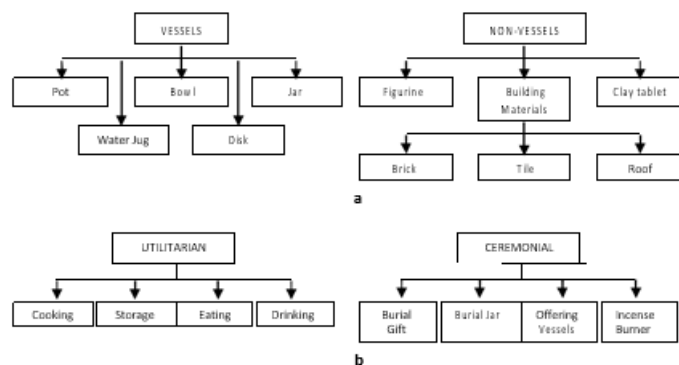 VESSELS
Pot
Bowl
Jar
Water Jug
Disk
NON-VESSELS
Figurine
Building
Materials
Clay tablet
Brick
Tile
Roof
a
UTILITARIAN
Cooking
Storage
Eating
Drinking
CEREMONIAL
Burial
Gift
Burial Jar
Offering
Vessels
Incense
Burner
b